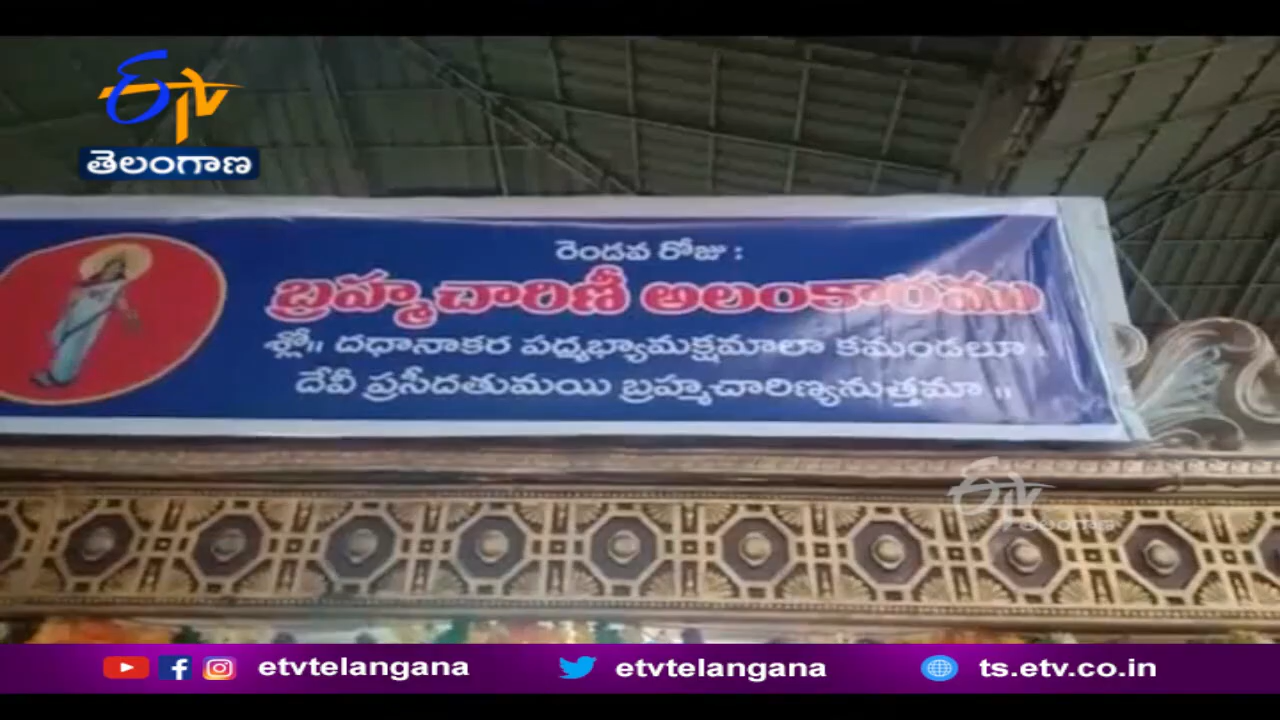 ETV
తెలంగాణ
రెండవ రోజు :
బ్రహ్మచారిణీ అలంకారము
శ్లో॥ దధానాకర పద్మభ్యామక్షమాలా కమండలూ :
దేవీ ప్రసీదతుమయి బ్రహ్మచారిణ్యనుత్తమా ॥
ETV
తెలంగాణ
etvtelangana etvtelangana ts.etv.co.in